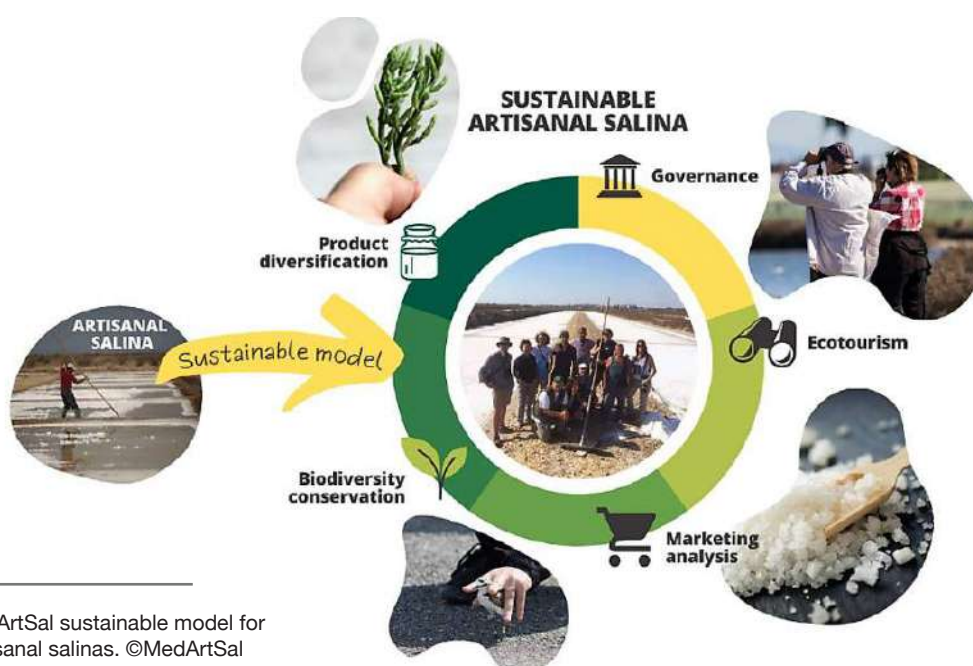 SUSTAINABLE
ARTISANAL SALINA
Governance
Product
diversification
ARTISANAL
SALINA
Sustainable model
Ecotourism
Biodiversity
conservation
Marketing
analysis
ArtSal sustainable model for
sanal salinas. ©MedArtSal